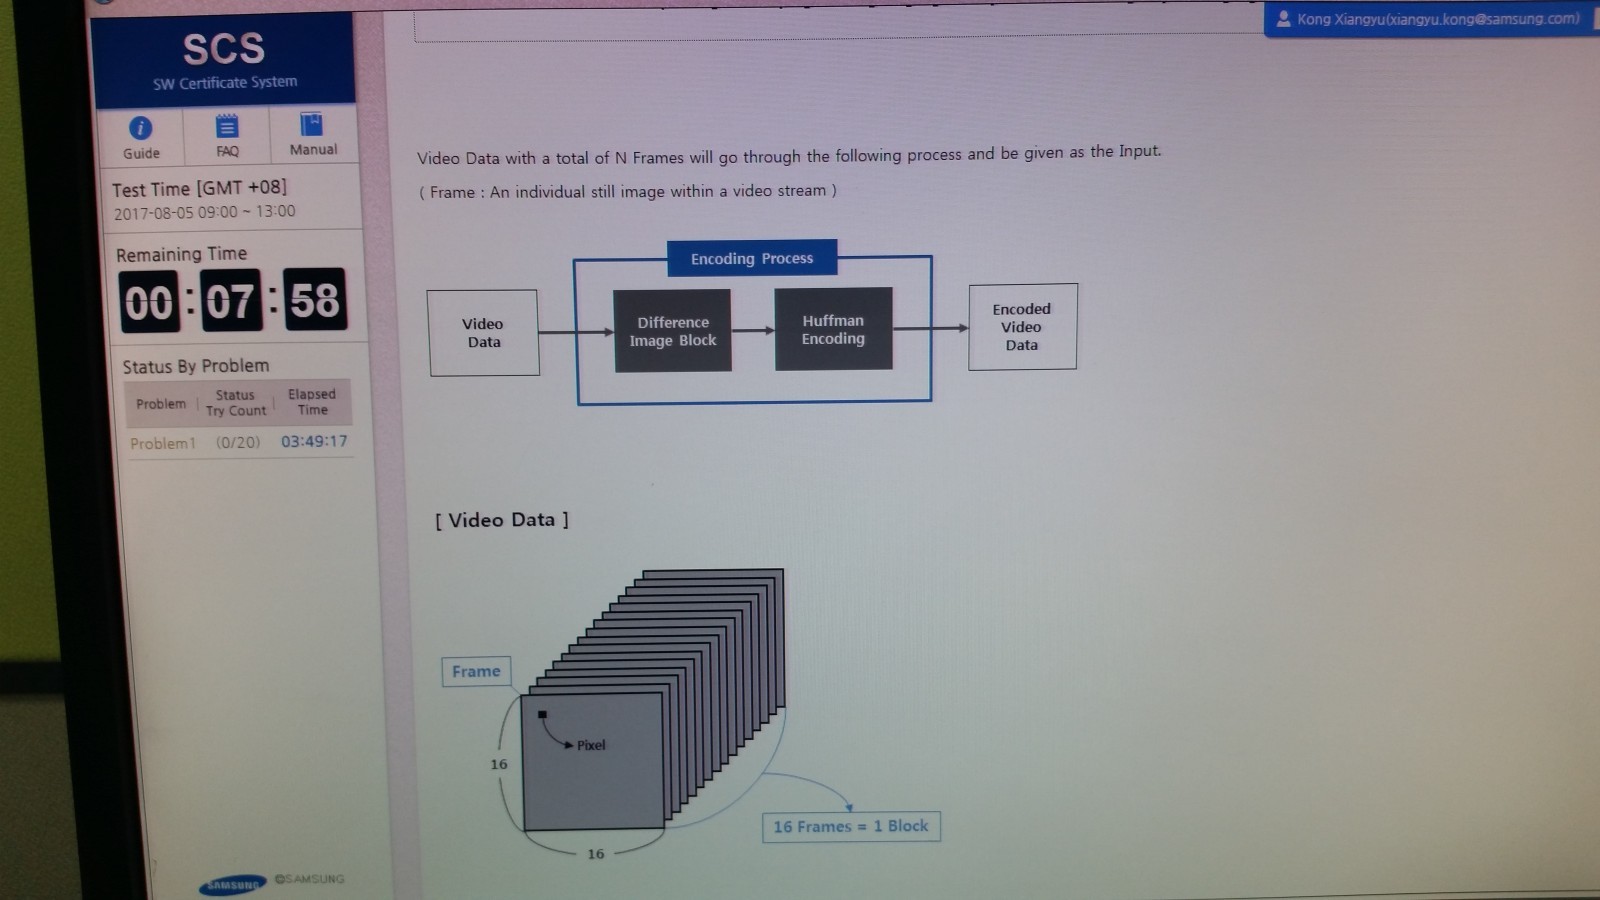 SCS
SW Certificate System
Guide
FAQ
Manual
Test Time [GMT +08]
2017-08-05 09:00 ~ 13:00
Remaining Time
00 : 07 : 58
Status By Problem
Problem | Status Try Count | Elapsed Time
Problem1 (0/20) 03:49:17
SAMSUNG ©SAMSUNG
Kong Xiangyu(xiangyu.kong@samsung.com)
Video Data with a total of N Frames will go through the following process and be given as the Input.
( Frame : An individual still image within a video stream )
Encoding Process
Video
Data
Difference
Image Block
Huffman
Encoding
Encoded
Video
Data
[ Video Data ]
Frame
Pixel
16
16
16 Frames = 1 Block